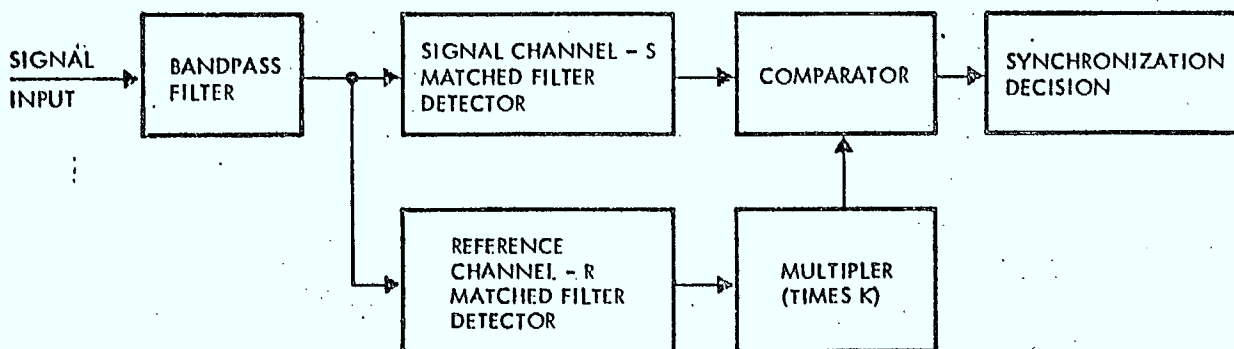 SIGNAL
INPUT
BANDPASS
FILTER
SIGNAL CHANNEL - S
MATCHED FILTER
DETECTOR
COMPARATOR
SYNCHRONIZATION
DECISION
REFERENCE
CHANNEL - R
MATCHED FILTER
DETECTOR
MULTIPLER
(TIMES K)